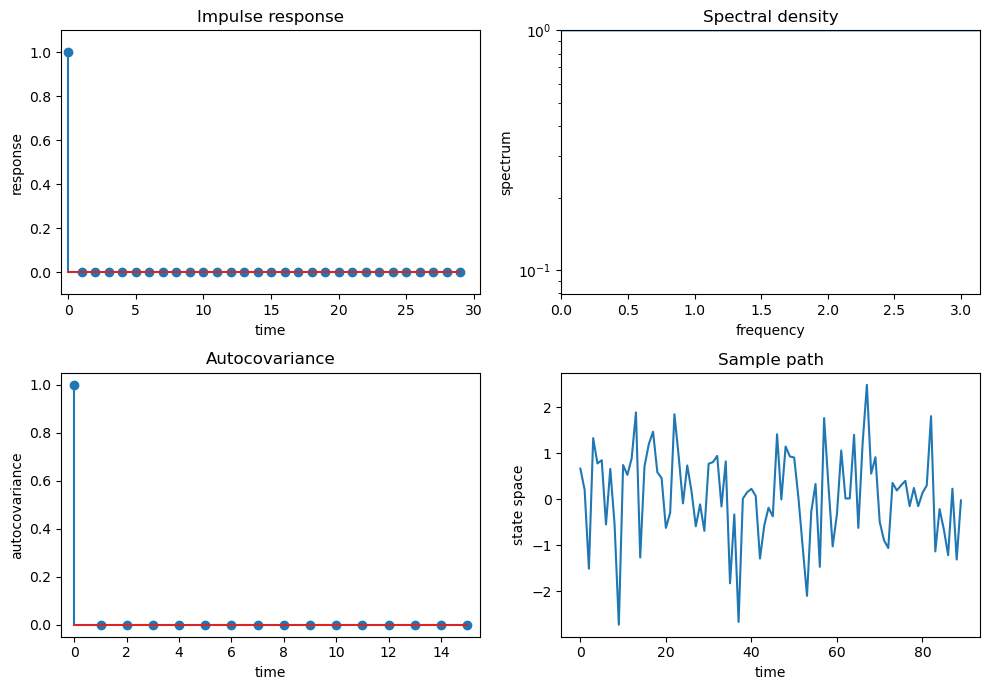 Impulse response
response
1.0
0.8
0.6
0.4
0.2
0.0
0 5 10 15 20 25 30
time
Spectral density
spectrum
10⁰
10⁻¹
0.0 0.5 1.0 1.5 2.0 2.5 3.0
frequency
Autocovariance
autocovariance
1.0
0.8
0.6
0.4
0.2
0.0
0 2 4 6 8 10 12 14
time
Sample path
state space
2
1
0
−1
−2
0 20 40 60 80
time